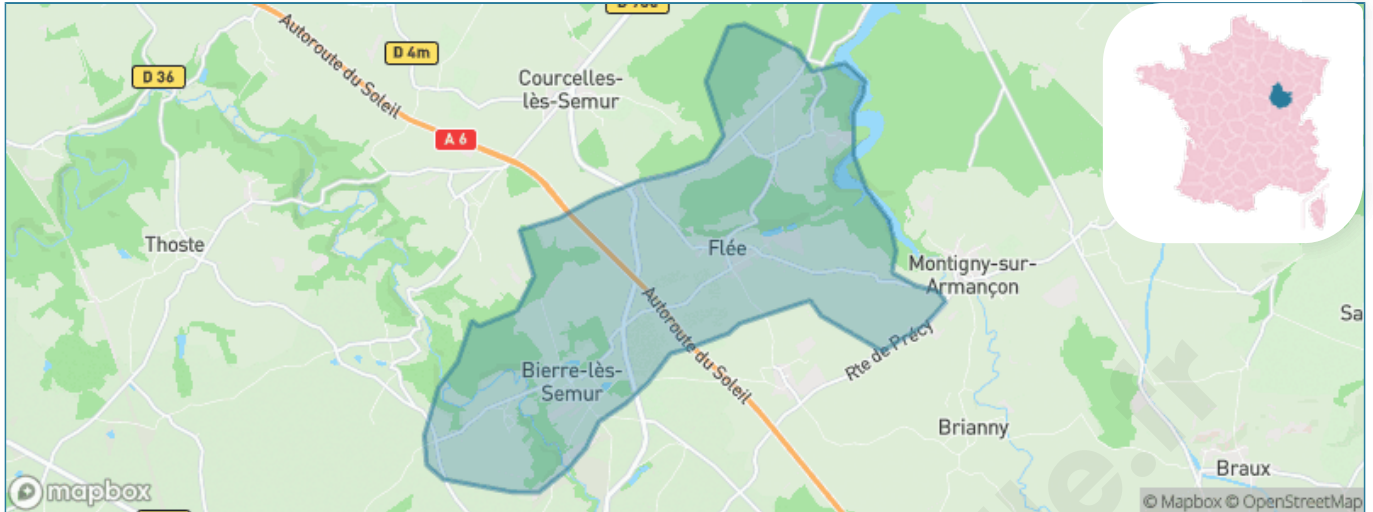 Autoroute du Soleil
D 4m
D 36
Courcelles-
lès-Semur
A 6
Thoste
Flée
Montigny-sur-
Armançon
Autoroute du Soleil
Rte de Précy
Bierre-lès-
Semur
Brianny
Braux
Sa
mapbox
© Mapbox © OpenStreetMap